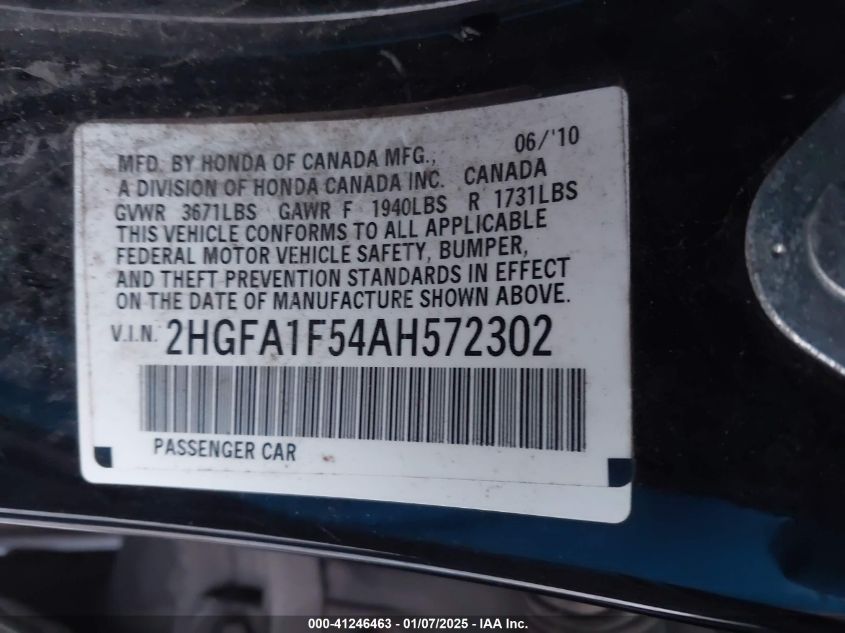 06/'10
MFD. BY HONDA OF CANADA MFG.,
A DIVISION OF HONDA CANADA INC. CANADA
GVWR 3671LBS GAWR F 1940LBS R 1731LBS
THIS VEHICLE CONFORMS TO ALL APPLICABLE
FEDERAL MOTOR VEHICLE SAFETY, BUMPER,
AND THEFT PREVENTION STANDARDS IN EFFECT
ON THE DATE OF MANUFACTURE SHOWN ABOVE.
V.I.N. 2HGFA1F54AH572302
PASSENGER CAR
000-41246463 - 01/07/2025 - IAA Inc.